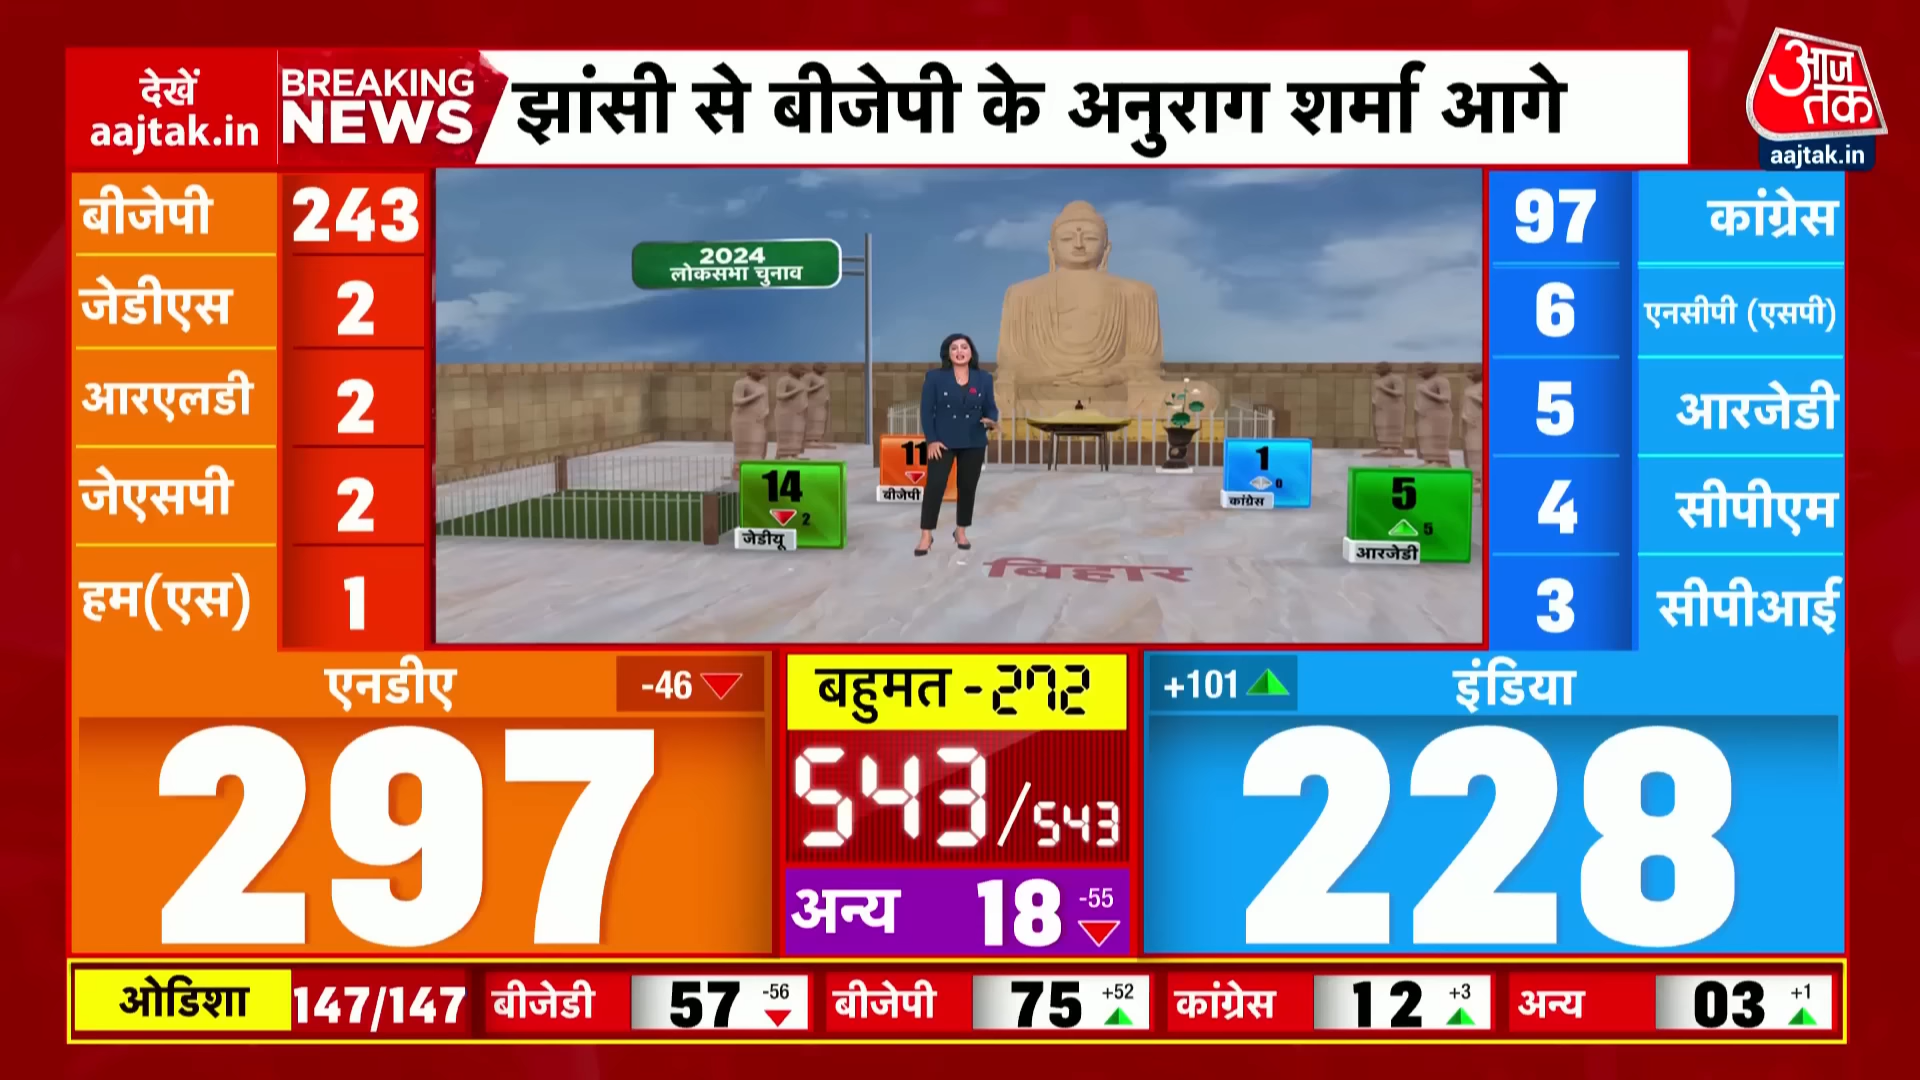 देखें
aajtak.in
BREAKING
NEWS
झांसी से बीजेपी के अनुराग शर्मा आगे
आज
तक
aajtak.in
बीजेपी 243
जेडीएस 2
आरएलडी 2
जेएसपी 2
हम(एस) 1
2024
लोकसभा चुनाव
11
बीजेपी
14
2
जेडीयू
1
0
कांग्रेस
5
5
आरजेडी
बिहार
97 कांग्रेस
6 एनसीपी (एसपी)
5 आरजेडी
4 सीपीएम
3 सीपीआई
एनडीए -46
297
बहुमत - 272
543/543
अन्य 18 -55
+101 इंडिया
228
ओडिशा 147/147 बीजेडी 57 -56 बीजेपी 75 +52 कांग्रेस 12 +3 अन्य 03 +1